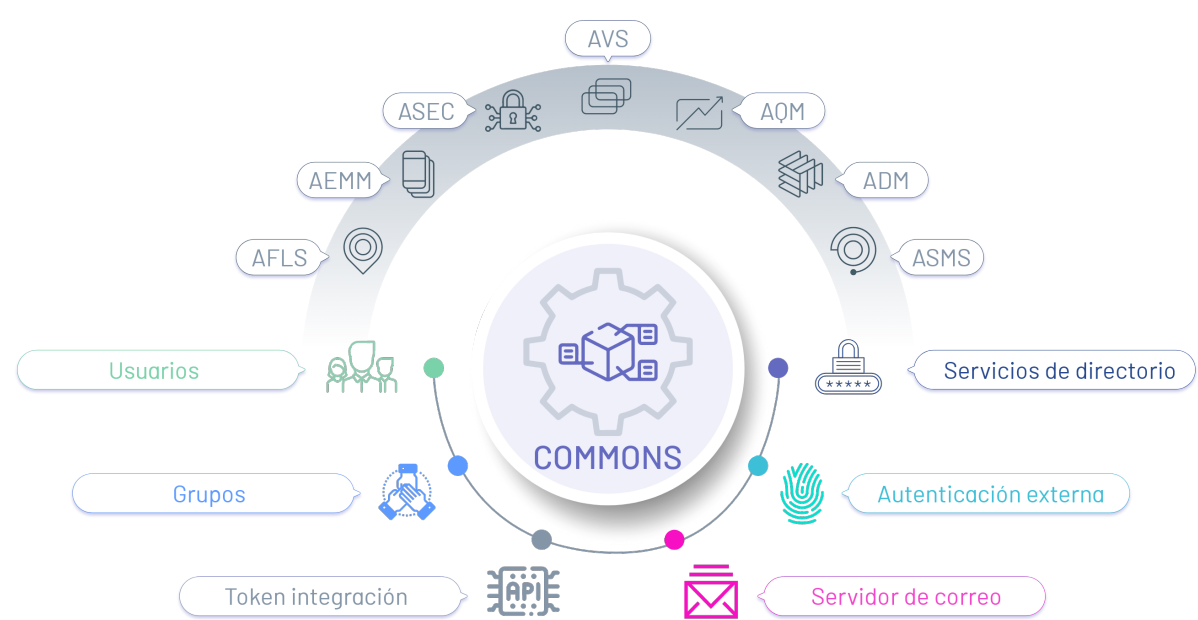 AVS
ASEC
AQM
AEMM
ADM
AFLS
ASMS
Usuarios
Servicios de directorio
*****
COMMONS
Grupos
Autenticación externa
Token integración
API
Servidor de correo